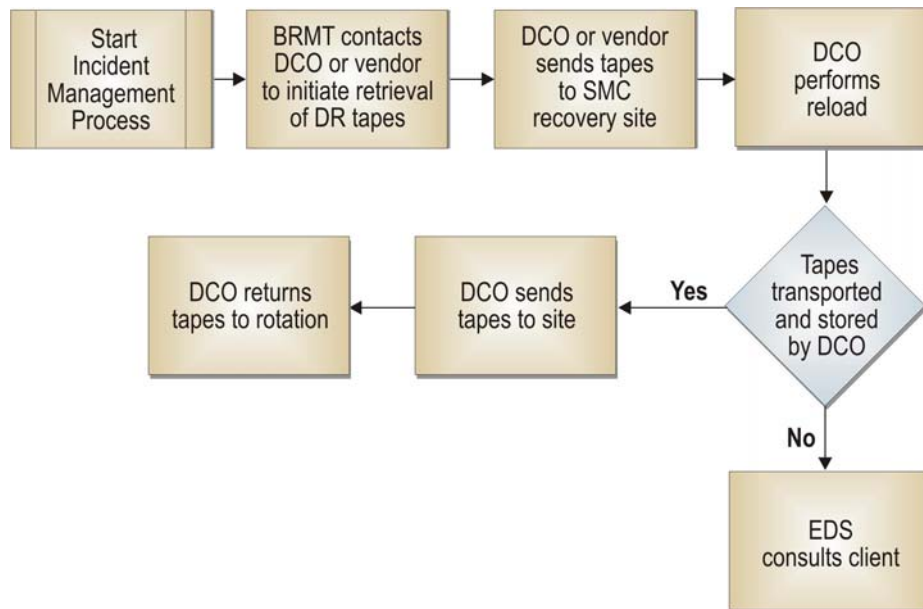 Start
Incident
Management
Process
BRMT contacts
DCO or vendor
to initiate retrieval
of DR tapes
DCO or vendor
sends tapes
to SMC
recovery site
DCO
performs
reload
Tapes
transported
and stored
by DCO
Yes
DCO sends
tapes to site
DCO returns
tapes to rotation
No
EDS
consults client